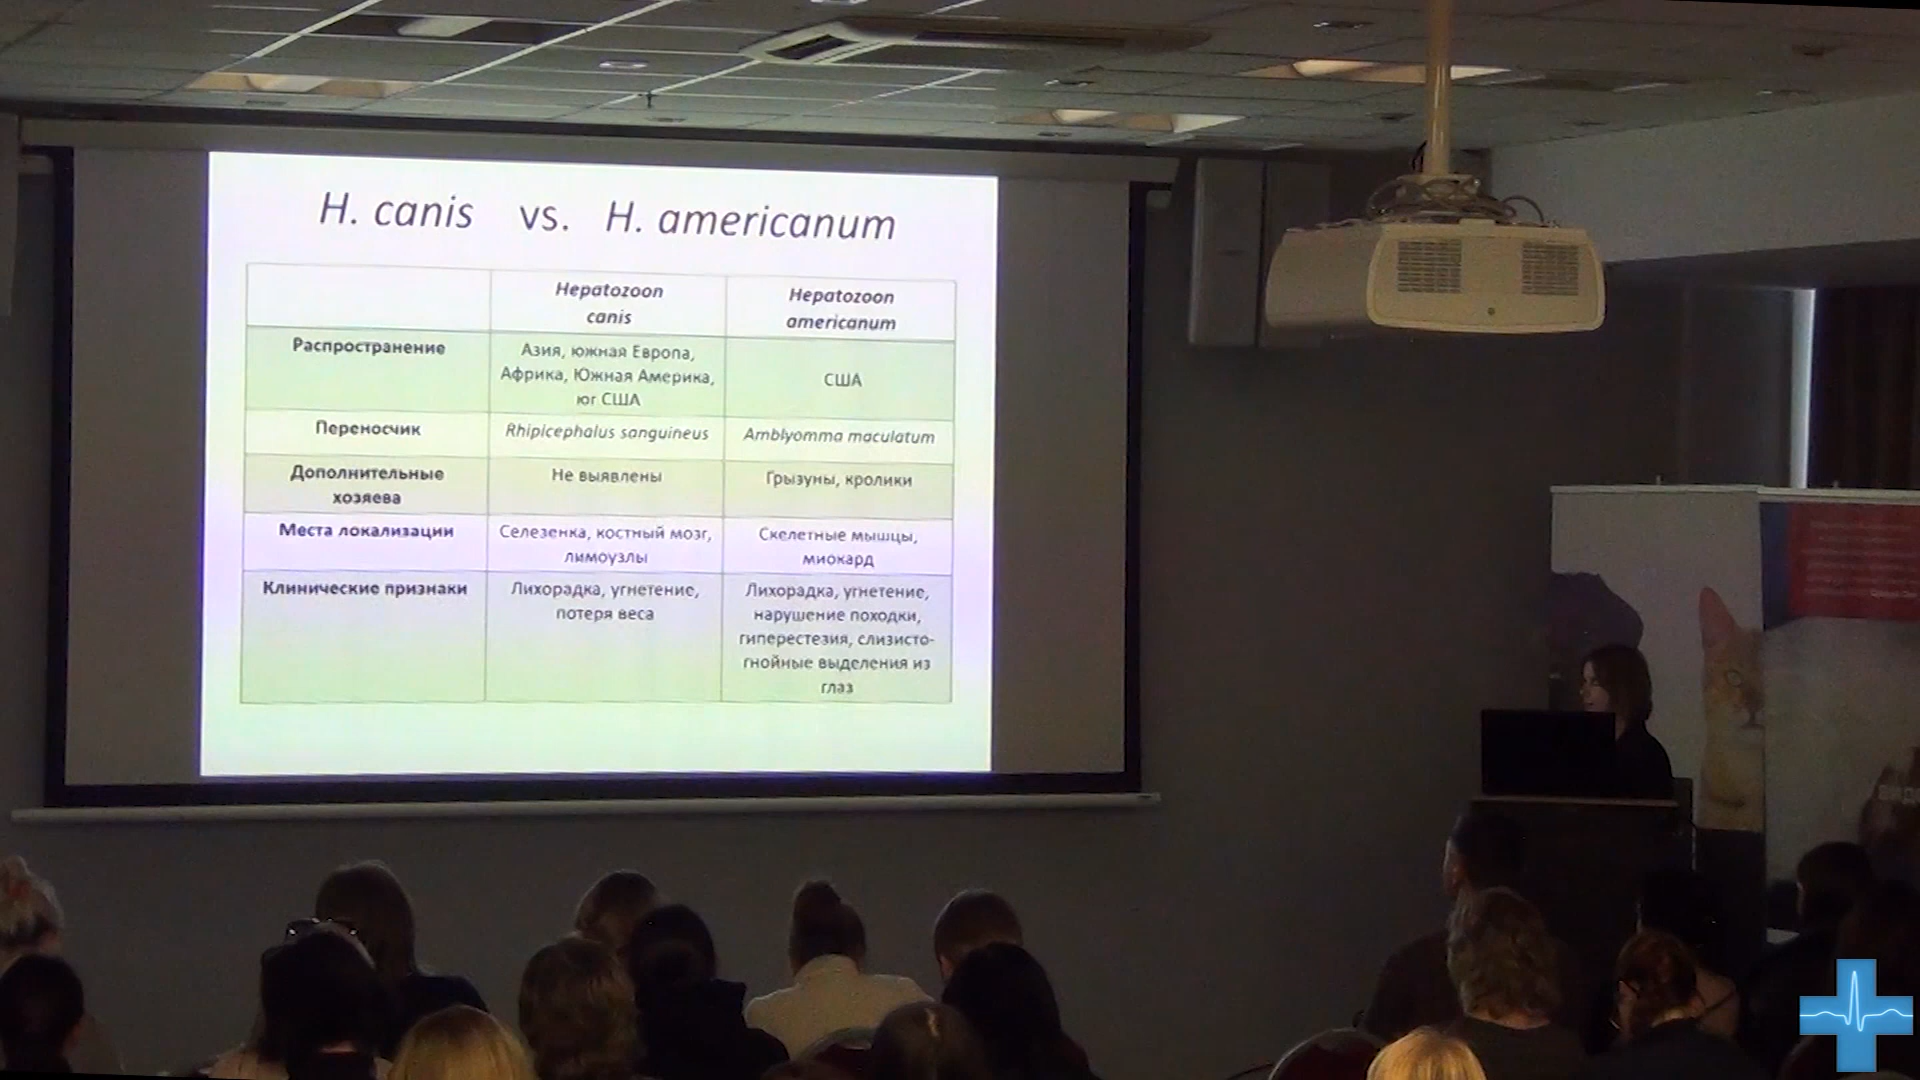 H. canis vs. H. americanum
Hepatozoon
canis
Hepatozoon
americanum
Распространение
Азия, южная Европа,
Африка, Южная Америка,
юг США
США
Переносчик
Rhipicephalus sanguineus
Amblyomma maculatum
Дополнительные
хозяева
Не выявлены
Грызуны, кролики
Места локализации
Селезенка, костный мозг,
лимоузлы
Скелетные мышцы,
миокард
Клинические признаки
Лихорадка, угнетение,
потеря веса
Лихорадка, угнетение,
нарушение походки,
гиперестезия, слизисто-
гнойные выделения из
глаз